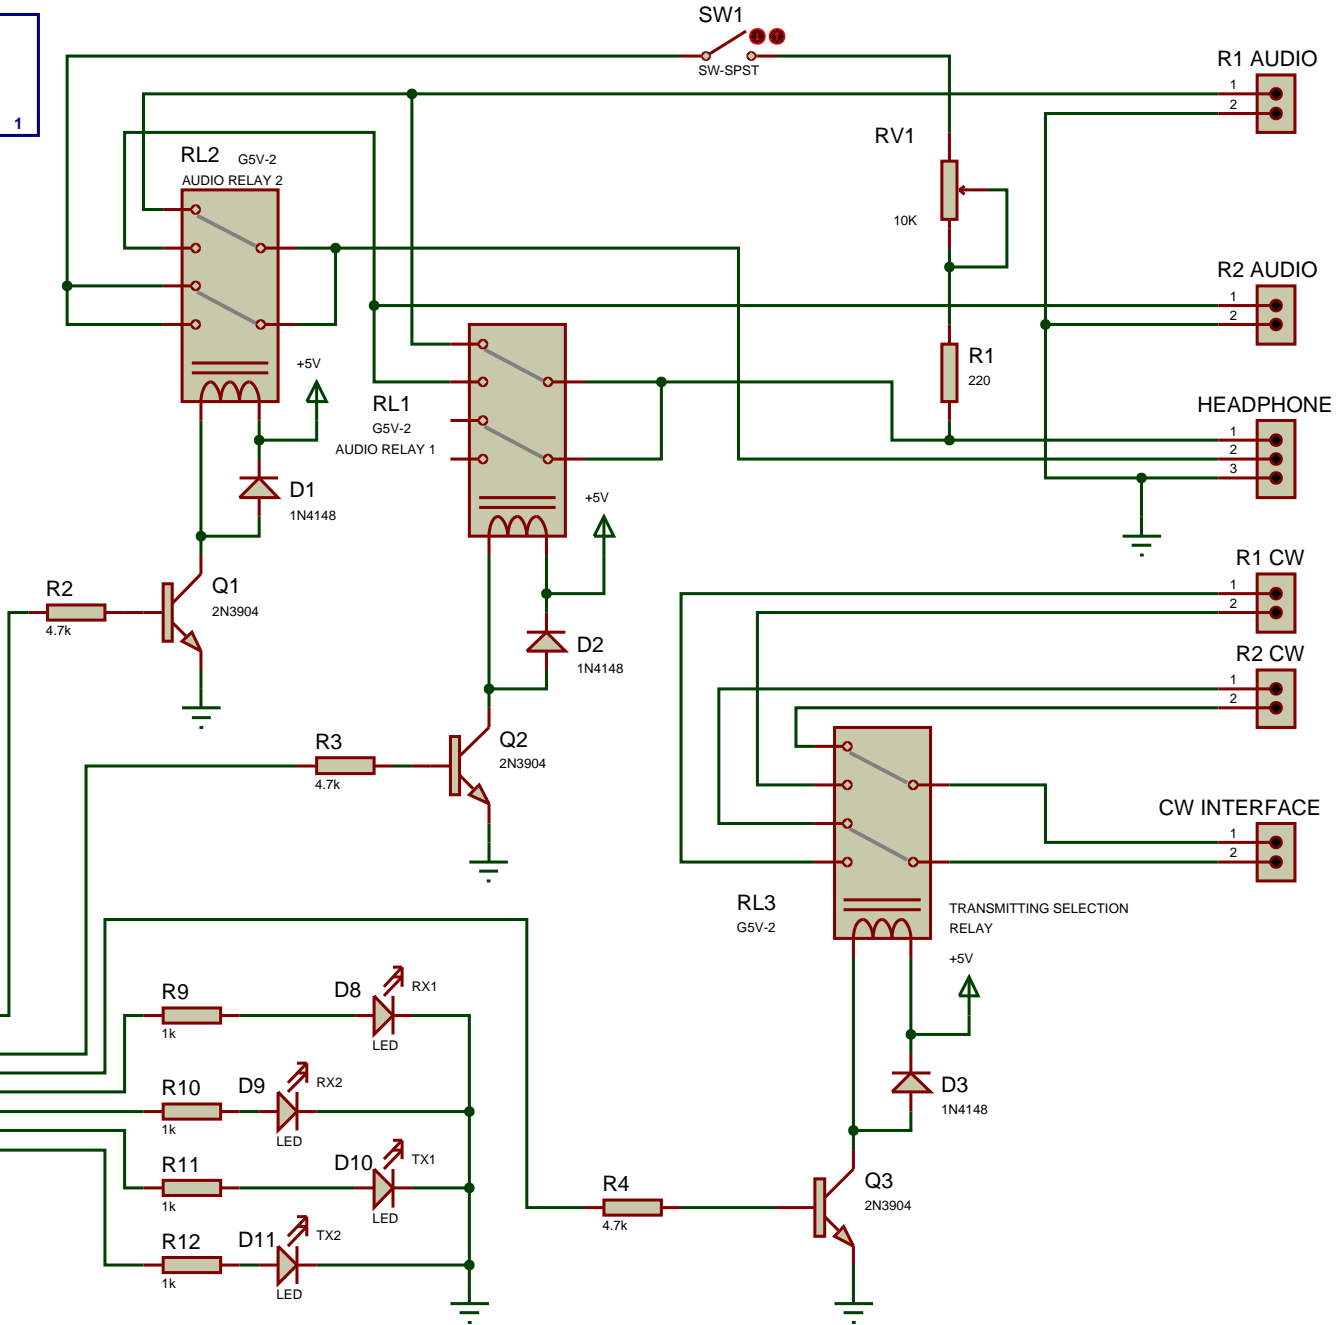 SW1
SW-SPST
R1 AUDIO
1
2
1
RV1
10K
RL2
G5V-2
AUDIO RELAY 2
R2 AUDIO
1
2
+5V
R1
220
RL1
G5V-2
AUDIO RELAY 1
HEADPHONE
1
2
3
D1
1N4148
+5V
R2
4.7k
Q1
2N3904
R1 CW
1
2
D2
1N4148
R2 CW
1
2
R3
4.7k
Q2
2N3904
CW INTERFACE
1
2
RL3
G5V-2
TRANSMITTING SELECTION
RELAY
+5V
R9
1k
D8
RX1
LED
R10
1k
D9
RX2
LED
D3
1N4148
R11
1k
D10
TX1
LED
R4
4.7k
Q3
2N3904
R12
1k
D11
TX2
LED